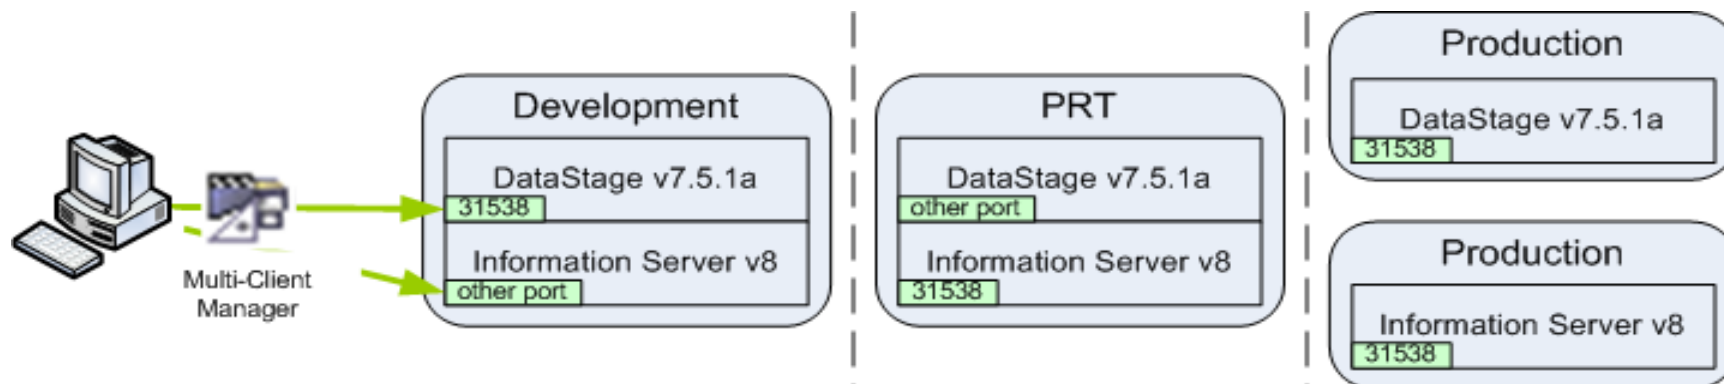 Multi-Client
Manager
Development
DataStage v7.5.1a
31538
Information Server v8
other port
PRT
DataStage v7.5.1a
other port
Information Server v8
31538
Production
DataStage v7.5.1a
31538
Production
Information Server v8
31538